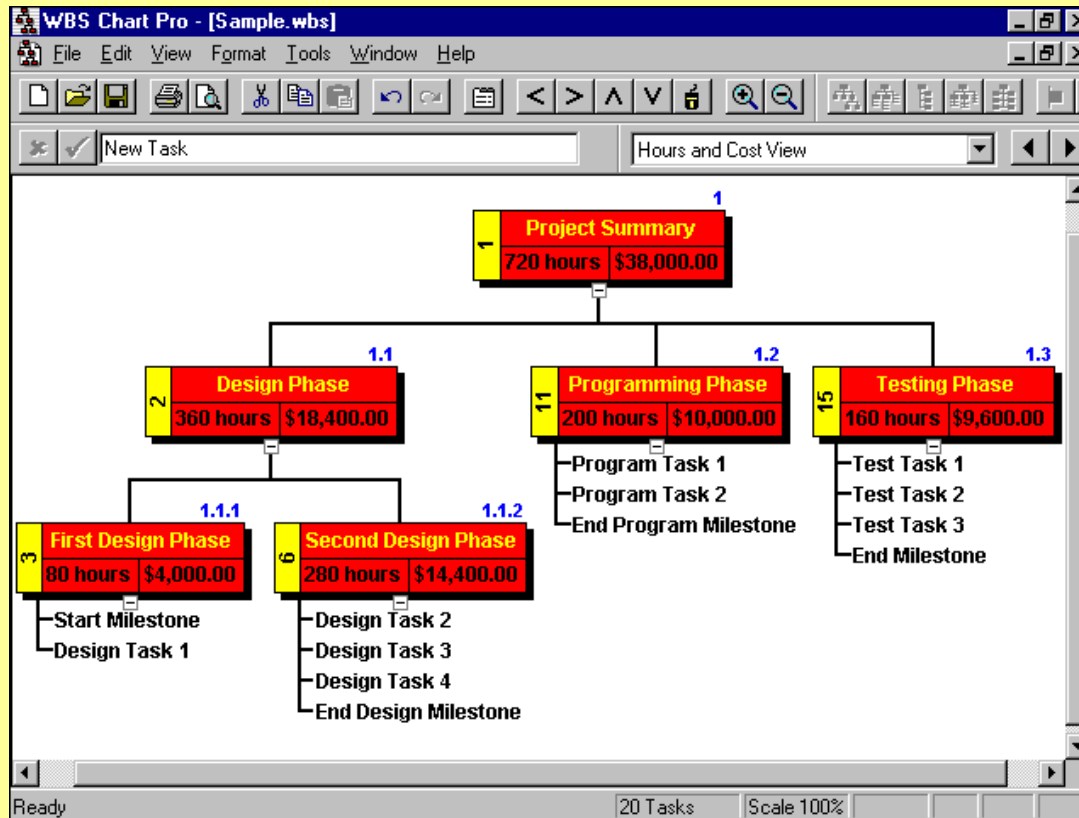 WBS Chart Pro - [Sample.wbs]
File Edit View Format Tools Window Help
New Task
Hours and Cost View
1
1
Project Summary
720 hours $38,000.00
1.1
2
Design Phase
360 hours $18,400.00
1.2
11
Programming Phase
200 hours $10,000.00
Program Task 1
Program Task 2
End Program Milestone
1.3
15
Testing Phase
160 hours $9,600.00
Test Task 1
Test Task 2
Test Task 3
End Milestone
1.1.1
3
First Design Phase
80 hours $4,000.00
Start Milestone
Design Task 1
1.1.2
6
Second Design Phase
280 hours $14,400.00
Design Task 2
Design Task 3
Design Task 4
End Design Milestone
Ready
20 Tasks
Scale 100%